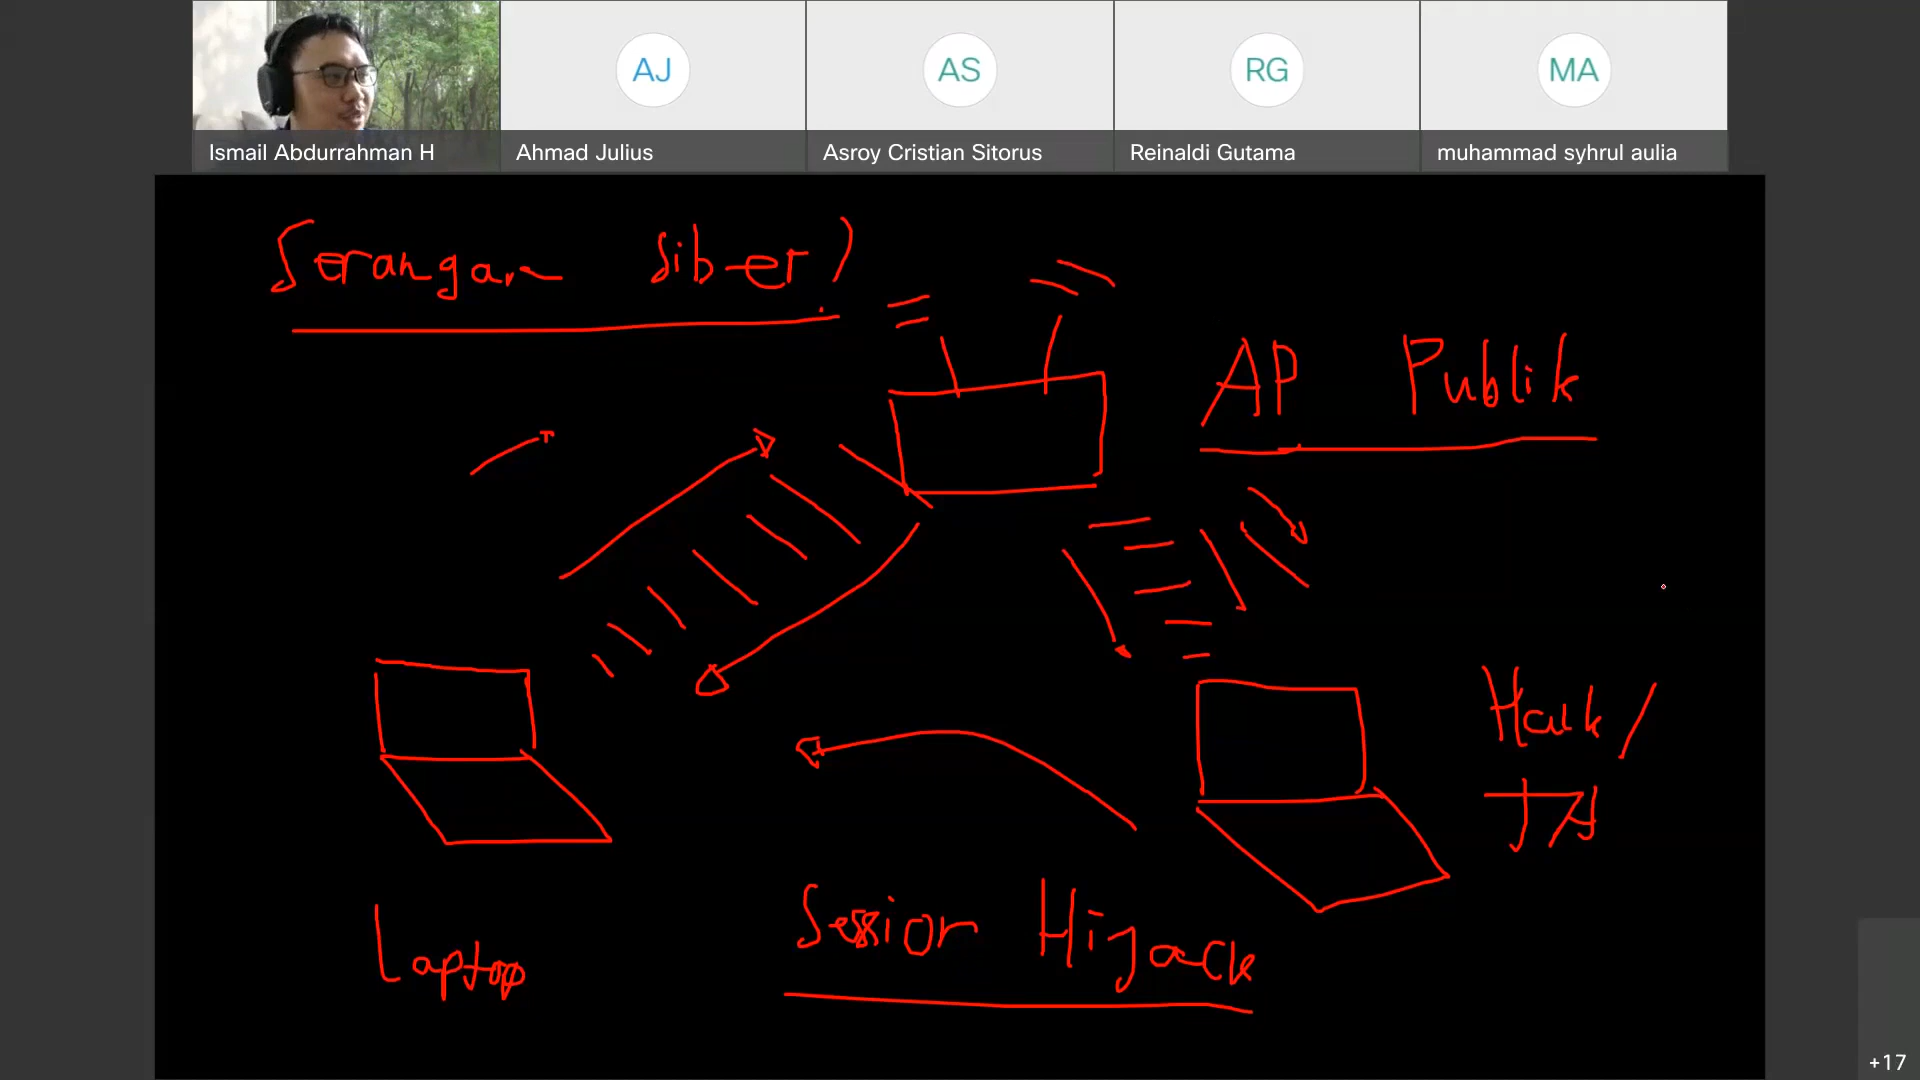 AJ
AS
RG
MA
Ismail Abdurrahman H
Ahmad Julius
Asroy Cristian Sitorus
Reinaldi Gutama
muhammad syhrul aulia
Serangan Siber?
AP Publik
Laptop
Session Hijack
+17